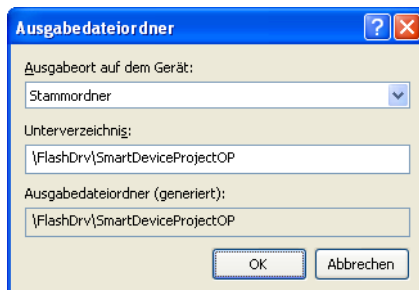 Ausgabedateiordner
Ausgabeort auf dem Gerät:
Stammordner
Unterverzeichnis:
\FlashDrv\SmartDeviceProjectOP
Ausgabedateiordner (generiert):
\FlashDrv\SmartDeviceProjectOP
OK Abbrechen